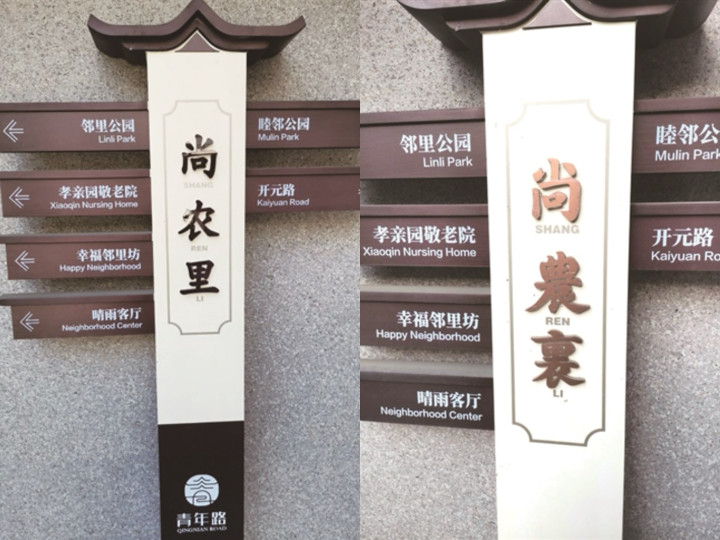 邻里公园
Linli Park
孝亲园敬老院
Xiaoqin Nursing Home
幸福邻里坊
Happy Neighborhood
晴雨客厅
Neighborhood Center
尚
SHANG
农
REN
里
LI
睦邻公园
Mulin Park
开元路
Kaiyuan Road
青年路
QINGNIAN
邻里公园
Linli Park
孝亲园敬老院
Xiaoqin Nursing Home
幸福邻里坊
Happy Neighborhood
晴雨客厅
Neighborhood Center
尚
SHANG
農
REN
裏
LI
睦邻公园
Mulin Park
开元路
Kaiyuan Ro